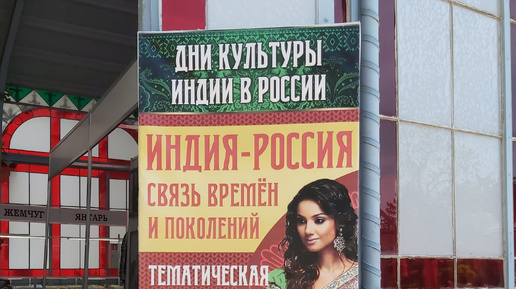 ДНИ КУЛЬТУРЫ
ИНДИИ В РОССИИ
ИНДИЯ-РОССИЯ
СВЯЗЬ ВРЕМЁН
И ПОКОЛЕНИЙ
ТЕМАТИЧЕСКАЯ
ЖЕМЧУГ ЯНТАРЬ